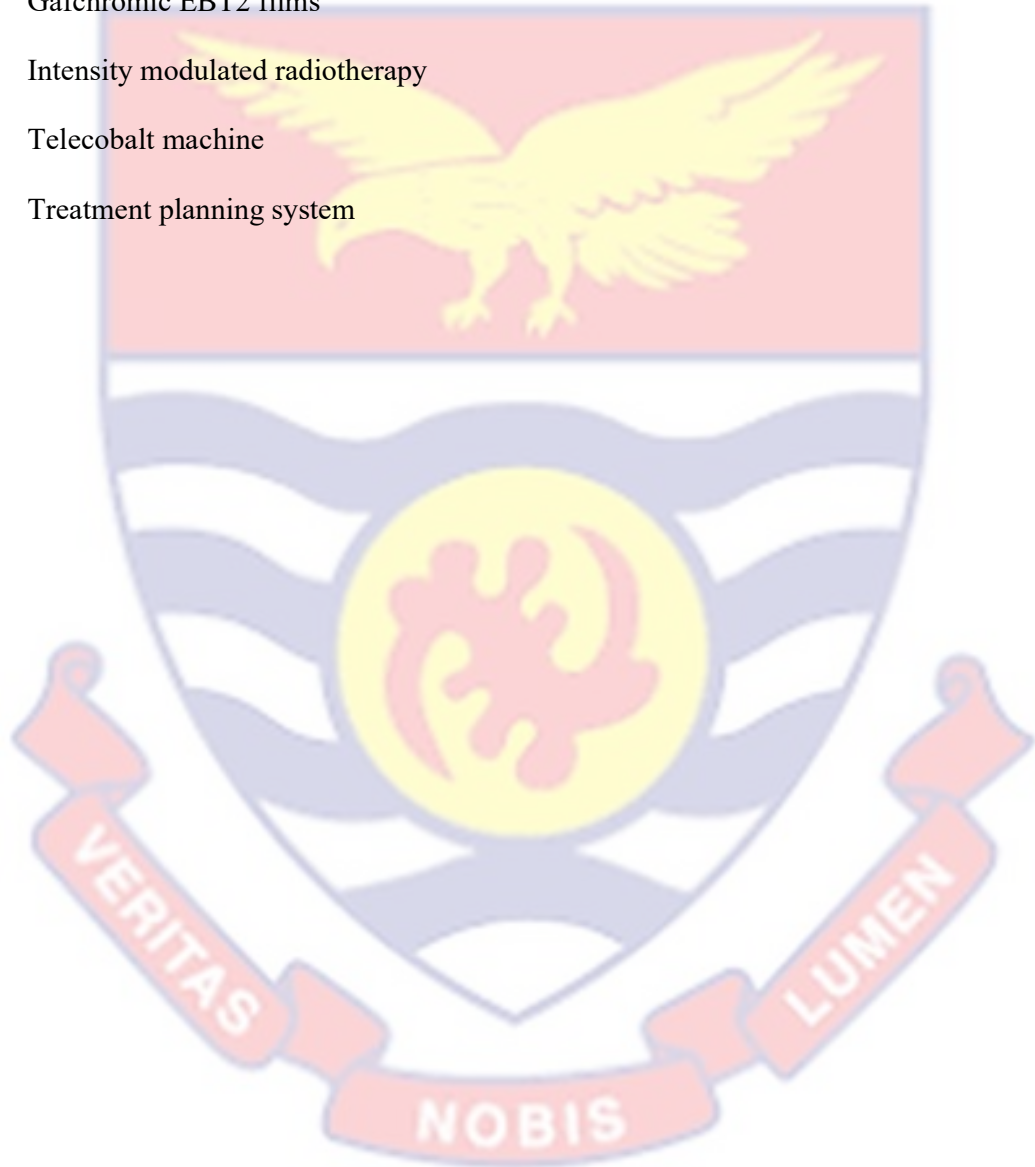 Gafchromic EBT2 films
Intensity modulated radiotherapy
Telecobalt machine
Treatment planning system
VERITAS
NOBIS
LUMEN